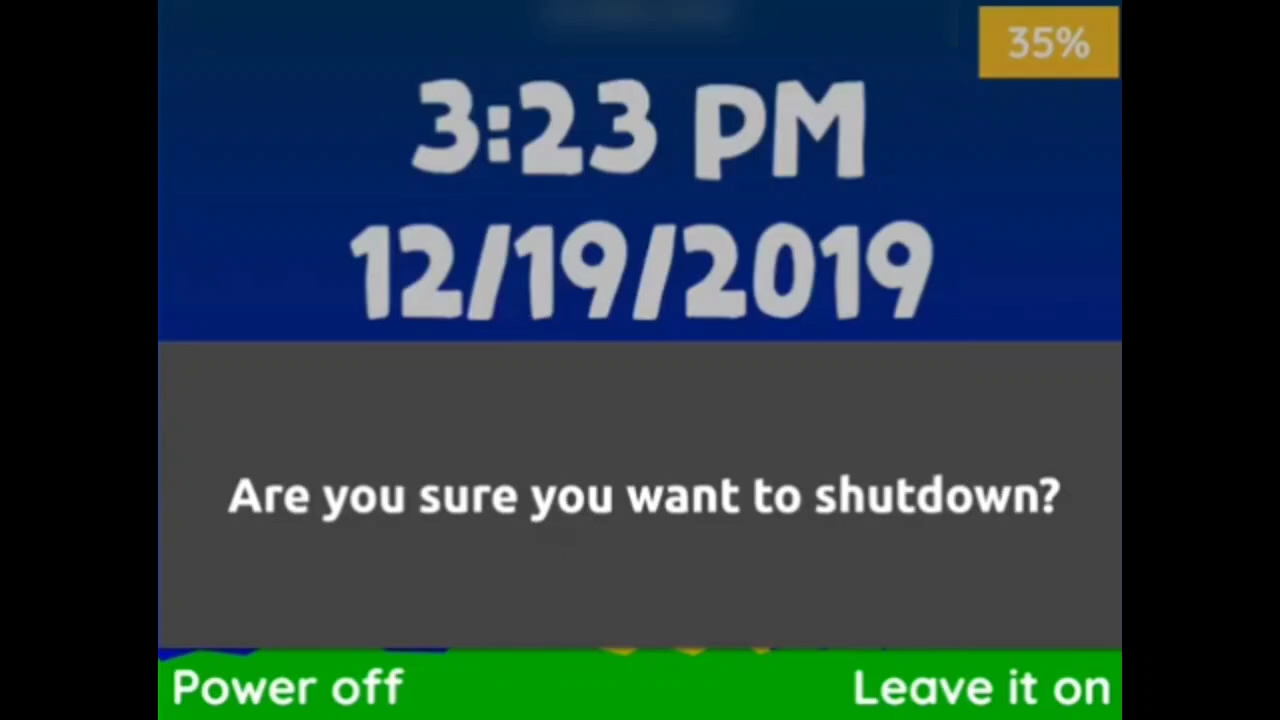 35%
3:23 PM
12/19/2019
Are you sure you want to shutdown?
Power off
Leave it on